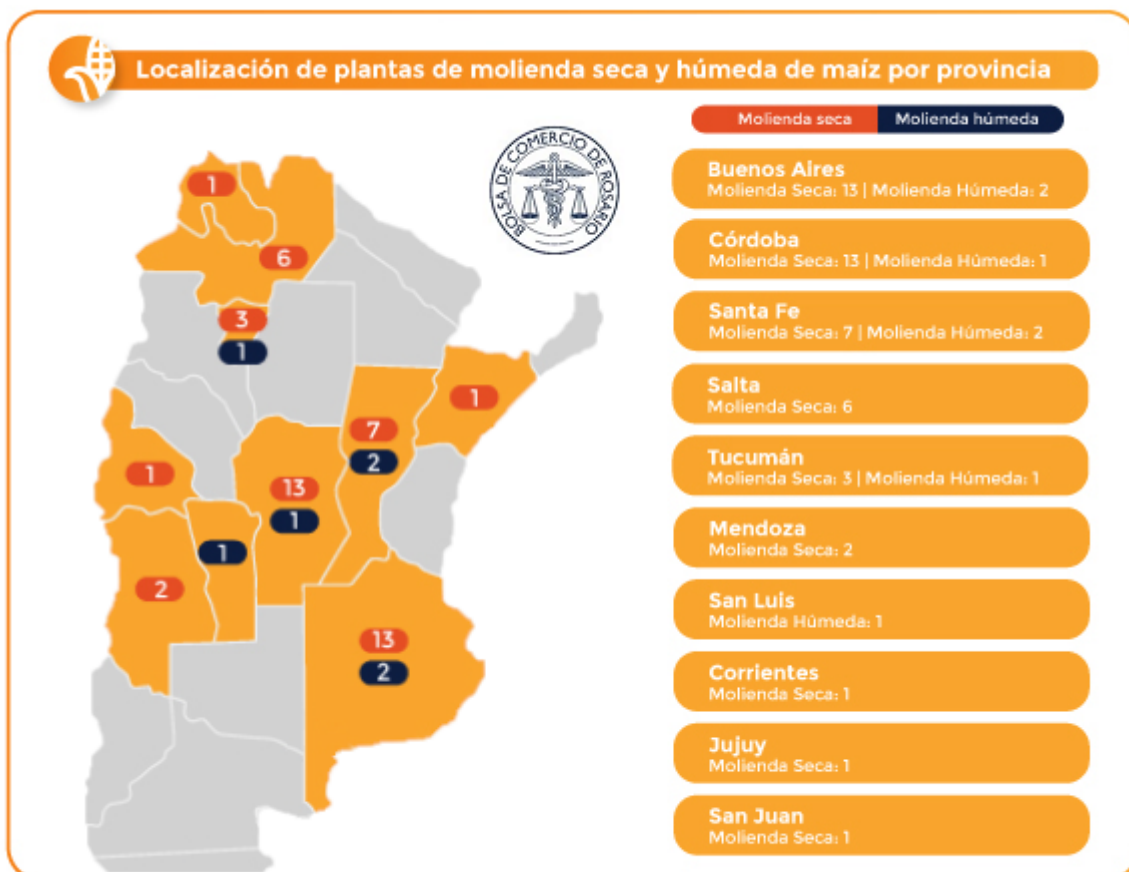 Localización de plantas de molienda seca y húmeda de maíz por provincia
Molienda seca
Molienda húmeda
BOLSA DE COMERCIO DE ROSARIO
1
6
3
1
1
7
2
1
13
1
1
2
13
2
Buenos Aires
Molienda Seca: 13 | Molienda Húmeda: 2
Córdoba
Molienda Seca: 13 | Molienda Húmeda: 1
Santa Fe
Molienda Seca: 7 | Molienda Húmeda: 2
Salta
Molienda Seca: 6
Tucumán
Molienda Seca: 3 | Molienda Húmeda: 1
Mendoza
Molienda Seca: 2
San Luis
Molienda Húmeda: 1
Corrientes
Molienda Seca: 1
Jujuy
Molienda Seca: 1
San Juan
Molienda Seca: 1